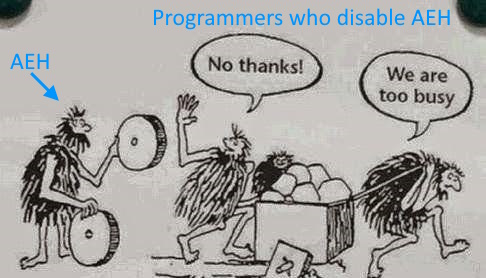 Programmers who disable AEH
AEH
No thanks!
We are
too busy